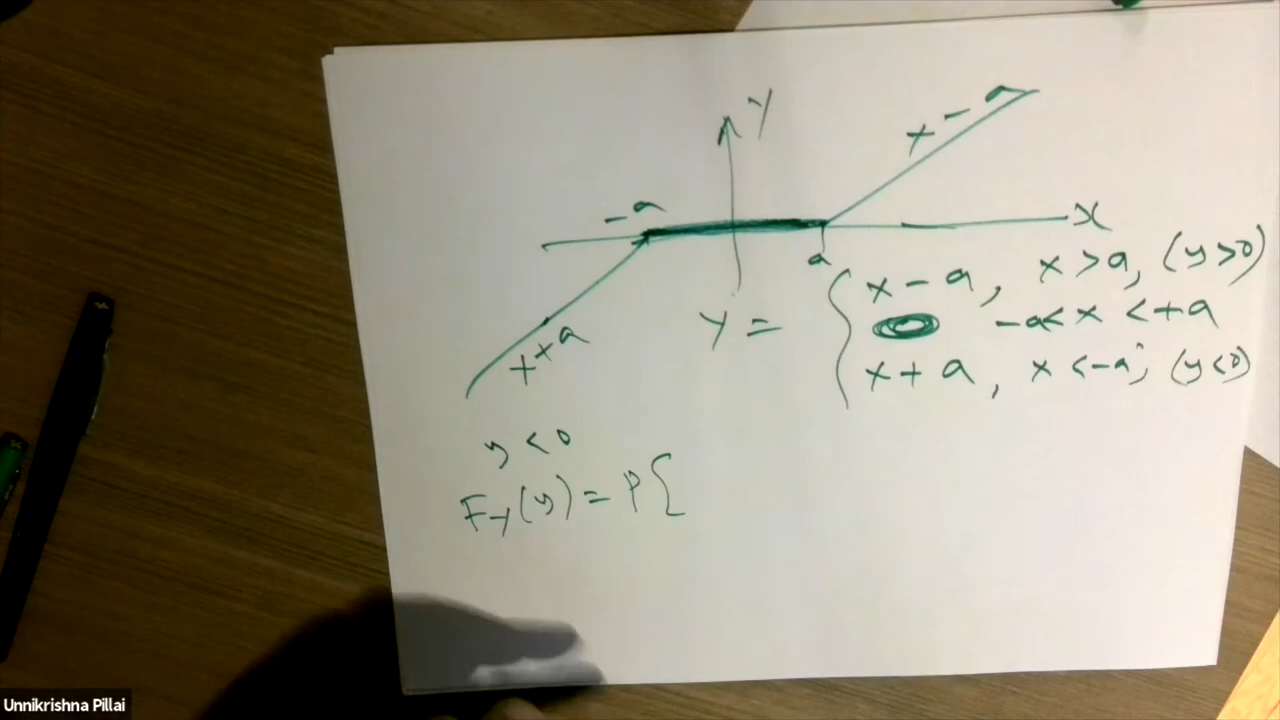 Y
x - a
-a
x
a
x + a
Y = { x - a, x > a, (y > 0)
-a < x < +a
x + a, x < -a; (y < 0)
y < 0
F_Y(y) = P{
Unnikrishna Pillai